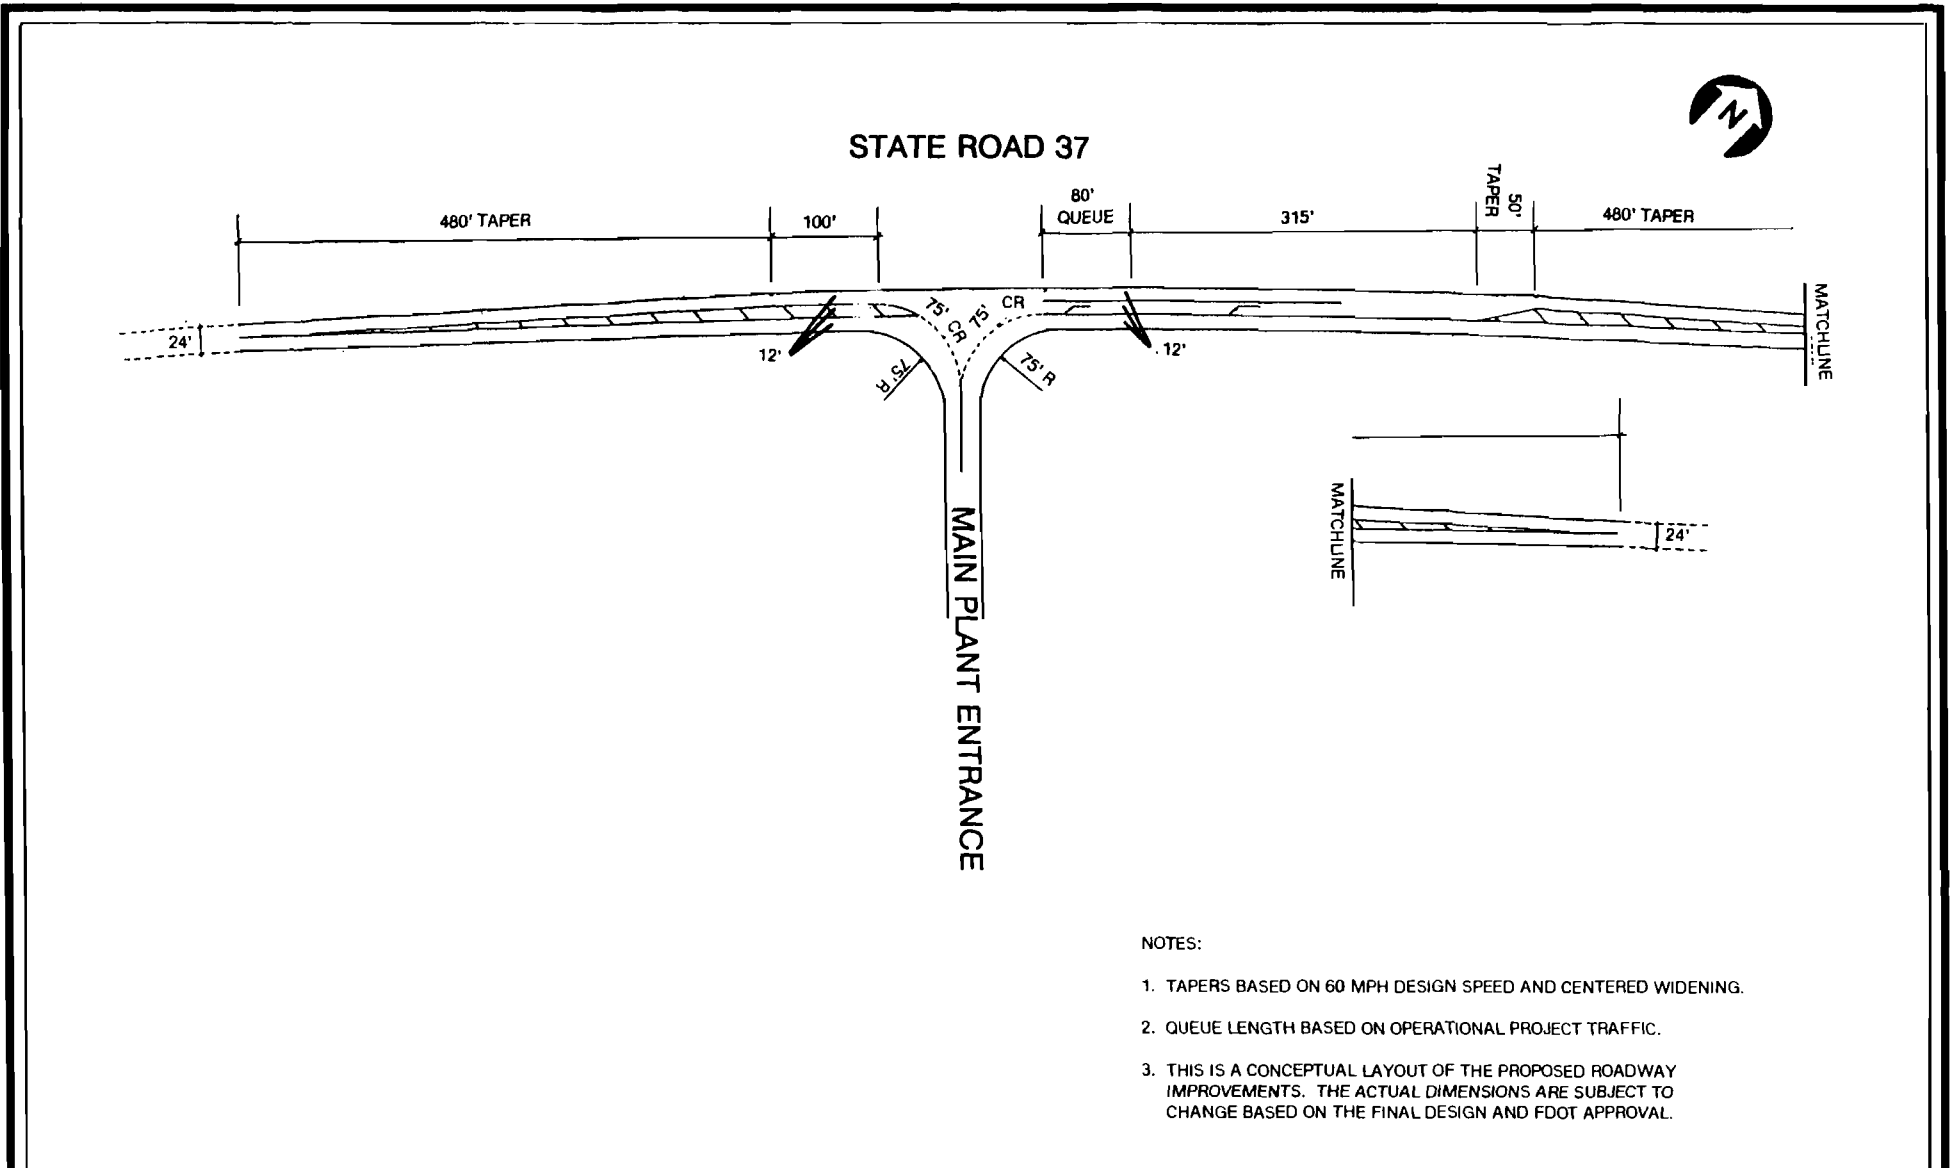 N
STATE ROAD 37
480' TAPER
100'
80'
QUEUE
315'
50'
TAPER
480' TAPER
24'
12'
75' R
75' CR
75' CR
75' R
12'
MATCHLINE
MATCHLINE
24'
MAIN PLANT ENTRANCE
NOTES:
1. TAPERS BASED ON 60 MPH DESIGN SPEED AND CENTERED WIDENING.
2. QUEUE LENGTH BASED ON OPERATIONAL PROJECT TRAFFIC.
3. THIS IS A CONCEPTUAL LAYOUT OF THE PROPOSED ROADWAY
IMPROVEMENTS. THE ACTUAL DIMENSIONS ARE SUBJECT TO
CHANGE BASED ON THE FINAL DESIGN AND FDOT APPROVAL.